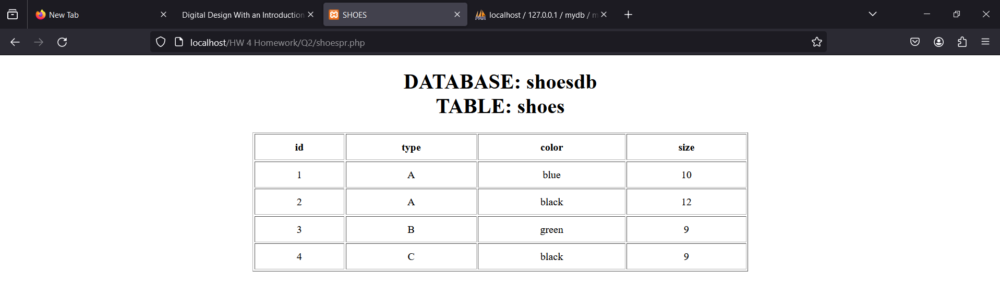 New Tab
Digital Design With an Introduction
SHOES
localhost / 127.0.0.1 / mydb / m
localhost/HW 4 Homework/Q2/shoespr.php
DATABASE: shoesdb
TABLE: shoes
id type color size
1 A blue 10
2 A black 12
3 B green 9
4 C black 9